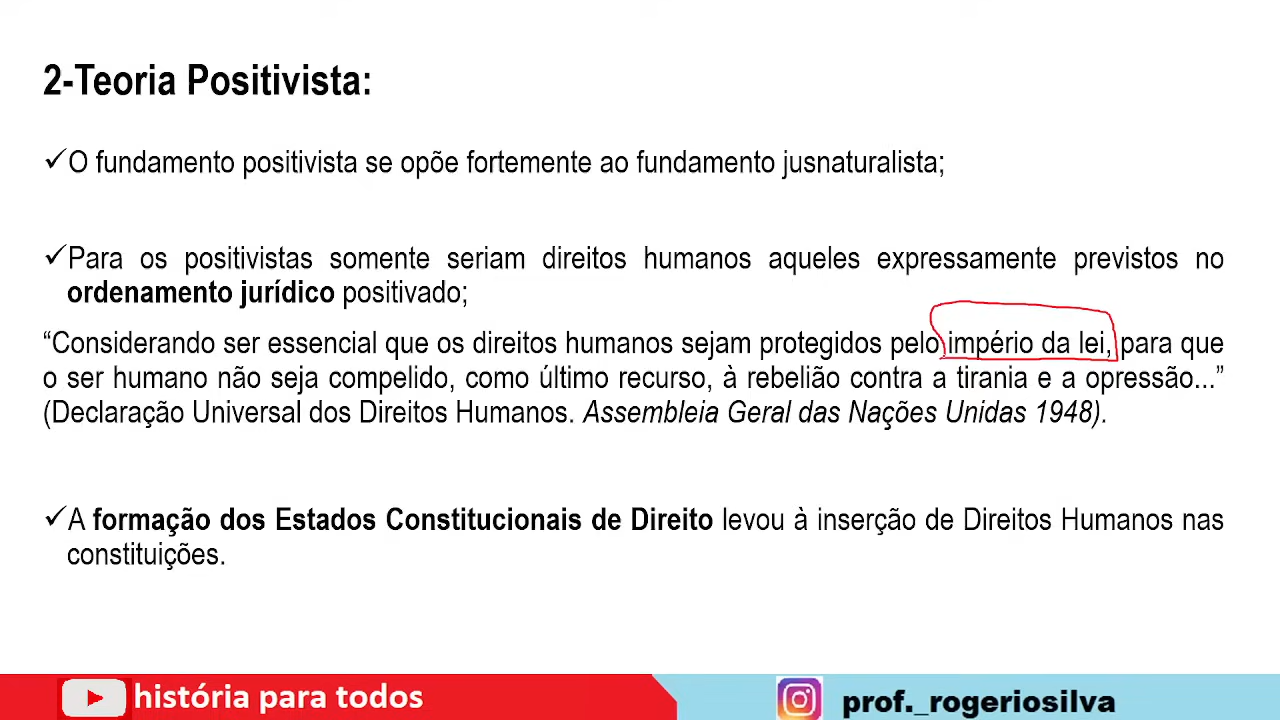 2-Teoria Positivista:
✓O fundamento positivista se opõe fortemente ao fundamento jusnaturalista;
✓Para os positivistas somente seriam direitos humanos aqueles expressamente previstos no
ordenamento jurídico positivado;
“Considerando ser essencial que os direitos humanos sejam protegidos pelo império da lei, para que
o ser humano não seja compelido, como último recurso, à rebelião contra a tirania e a opressão...”
(Declaração Universal dos Direitos Humanos. Assembleia Geral das Nações Unidas 1948).
✓A formação dos Estados Constitucionais de Direito levou à inserção de Direitos Humanos nas
constituições.
história para todos
prof._rogeriosilva